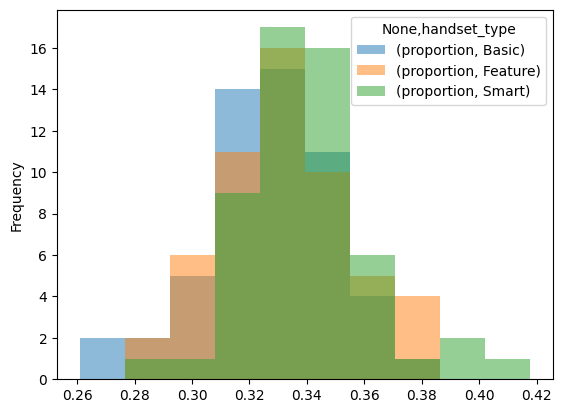 None,handset_type
(proportion, Basic)
(proportion, Feature)
(proportion, Smart)
Frequency
16
14
12
10
8
6
4
2
0
0.26 0.28 0.30 0.32 0.34 0.36 0.38 0.40 0.42